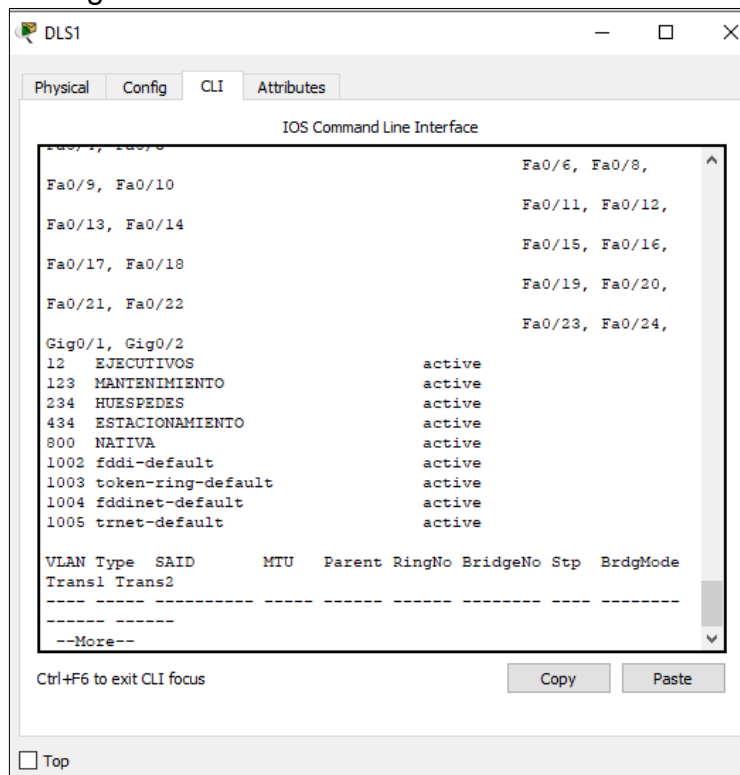 DLS1
Physical Config CLI Attributes
IOS Command Line Interface
Fa0/6, Fa0/8,
Fa0/9, Fa0/10
Fa0/11, Fa0/12,
Fa0/13, Fa0/14
Fa0/15, Fa0/16,
Fa0/17, Fa0/18
Fa0/19, Fa0/20,
Fa0/21, Fa0/22
Fa0/23, Fa0/24,
Gig0/1, Gig0/2
12 EJECUTIVOS active
123 MANTENIMIENTO active
234 HUESPEDES active
434 ESTACIONAMIENTO active
800 NATIVA active
1002 fddi-default active
1003 token-ring-default active
1004 fddinet-default active
1005 trnet-default active
VLAN Type SAID MTU Parent RingNo BridgeNo Stp BrdgMode
Trans1 Trans2
---- ----- ---------- ----- ------ ------ -------- ---- --------
------ ------
--More--
Ctrl+F6 to exit CLI focus
Copy Paste
Top